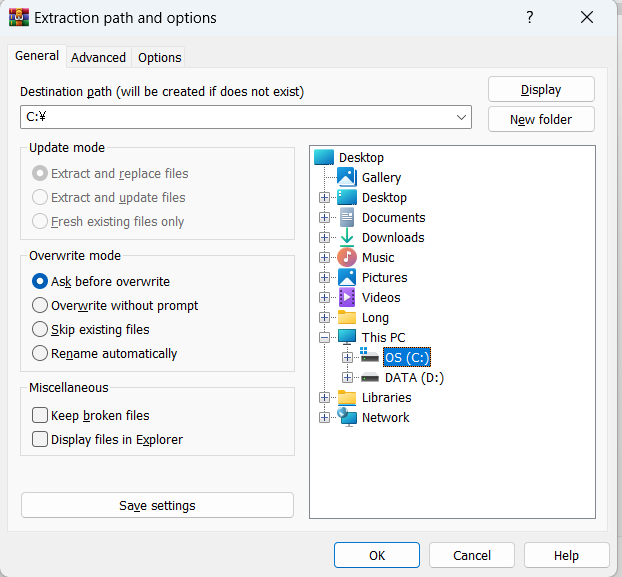 Extraction path and options
?
General
Advanced
Options
Destination path (will be created if does not exist)
C:¥
Display
New folder
Update mode
Extract and replace files
Extract and update files
Fresh existing files only
Overwrite mode
Ask before overwrite
Overwrite without prompt
Skip existing files
Rename automatically
Miscellaneous
Keep broken files
Display files in Explorer
Save settings
Desktop
Gallery
Desktop
Documents
Downloads
Music
Pictures
Videos
Long
This PC
OS (C:)
DATA (D:)
Libraries
Network
OK
Cancel
Help